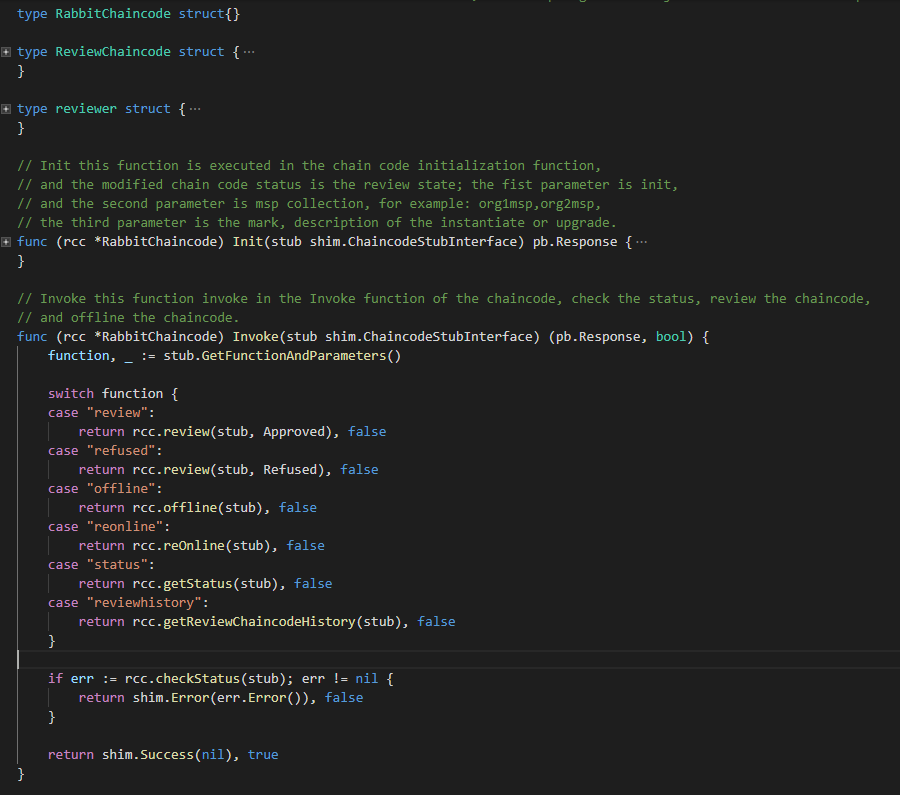 type RabbitChaincode struct{}
type ReviewChaincode struct { ...
}
type reviewer struct { ...
}
// Init this function is executed in the chain code initialization function,
// and the modified chain code status is the review state; the fist parameter is init,
// and the second parameter is msp collection, for example: org1msp,org2msp,
// the third parameter is the mark, description of the instantiate or upgrade.
func (rcc *RabbitChaincode) Init(stub shim.ChaincodeStubInterface) pb.Response { ...
}
// Invoke this function invoke in the Invoke function of the chaincode, check the status, review the chaincode,
// and offline the chaincode.
func (rcc *RabbitChaincode) Invoke(stub shim.ChaincodeStubInterface) (pb.Response, bool) {
function, _ := stub.GetFunctionAndParameters()
switch function {
case "review":
return rcc.review(stub, Approved), false
case "refused":
return rcc.review(stub, Refused), false
case "offline":
return rcc.offline(stub), false
case "reonline":
return rcc.reOnline(stub), false
case "status":
return rcc.getStatus(stub), false
case "reviewhistory":
return rcc.getReviewChaincodeHistory(stub), false
}
if err := rcc.checkStatus(stub); err != nil {
return shim.Error(err.Error()), false
}
return shim.Success(nil), true
}